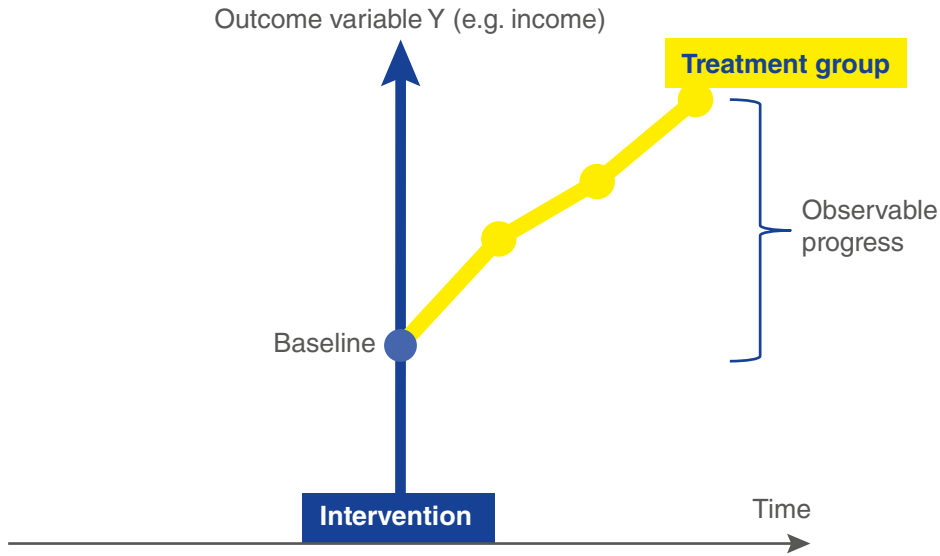 Outcome variable Y (e.g. income)
Treatment group
Observable
progress
Baseline
Intervention
Time